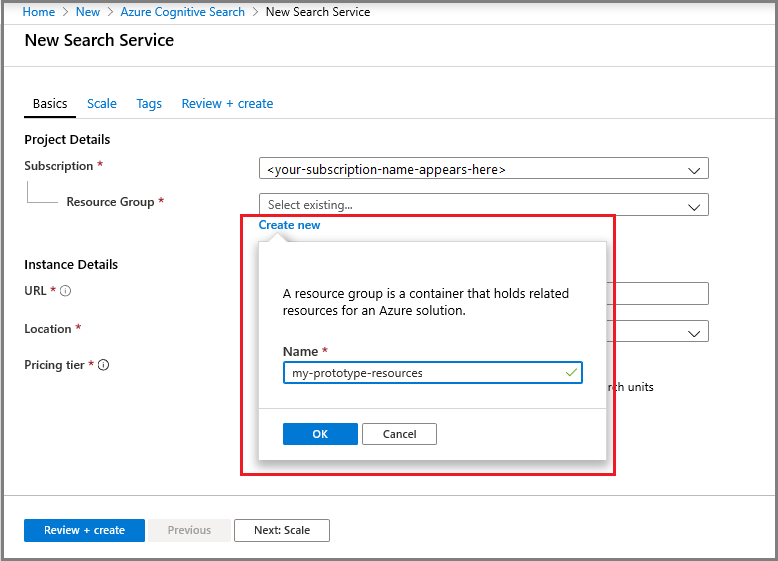 Home > New > Azure Cognitive Search > New Search Service
New Search Service
Basics Scale Tags Review + create
Project Details
Subscription * <your-subscription-name-appears-here>
Resource Group * Select existing...
Create new
Instance Details
URL *
Location *
Pricing tier *
A resource group is a container that holds related
resources for an Azure solution.
Name *
my-prototype-resources
rch units
OK Cancel
Review + create Previous Next: Scale